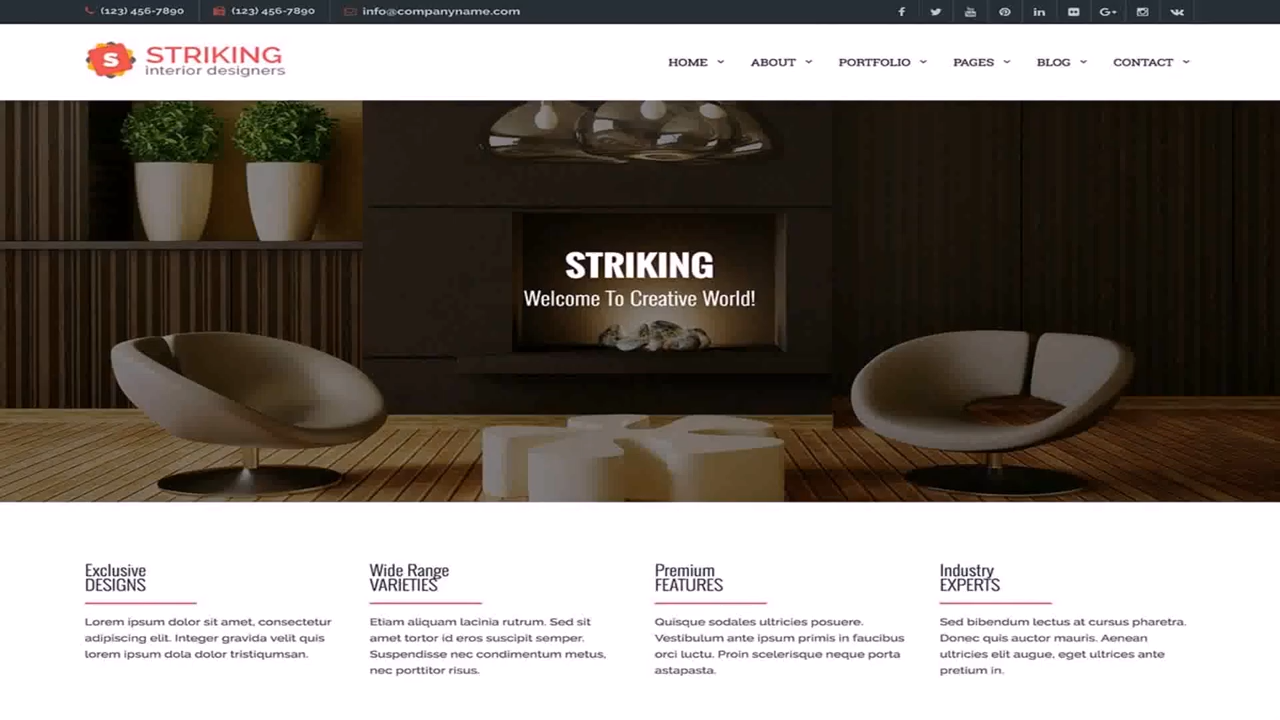 (123) 456-7890 (123) 456-7890 info@companyname.com
S
STRIKING
interior designers
HOME ABOUT PORTFOLIO PAGES BLOG CONTACT
STRIKING
Welcome To Creative World!
Exclusive
DESIGNS
Lorem ipsum dolor sit amet, consectetur
adipiscing elit. Integer gravida velit quis
lorem ipsum dola dolor tristiqumsan.
Wide Range
VARIETIES
Etiam aliquam lacinia rutrum. Sed sit
amet tortor id eros suscipit semper.
Suspendisse nec condimentum metus,
nec porttitor risus.
Premium
FEATURES
Quisque sodales ultricies posuere.
Vestibulum ante ipsum primis in faucibus
orci luctu. Proin scelerisque neque porta
astapasta.
Industry
EXPERTS
Sed bibendum lectus at cursus pharetra.
Donec quis auctor mauris. Aenean
ultricies elit augue, eget ultrices ante
pretium in.